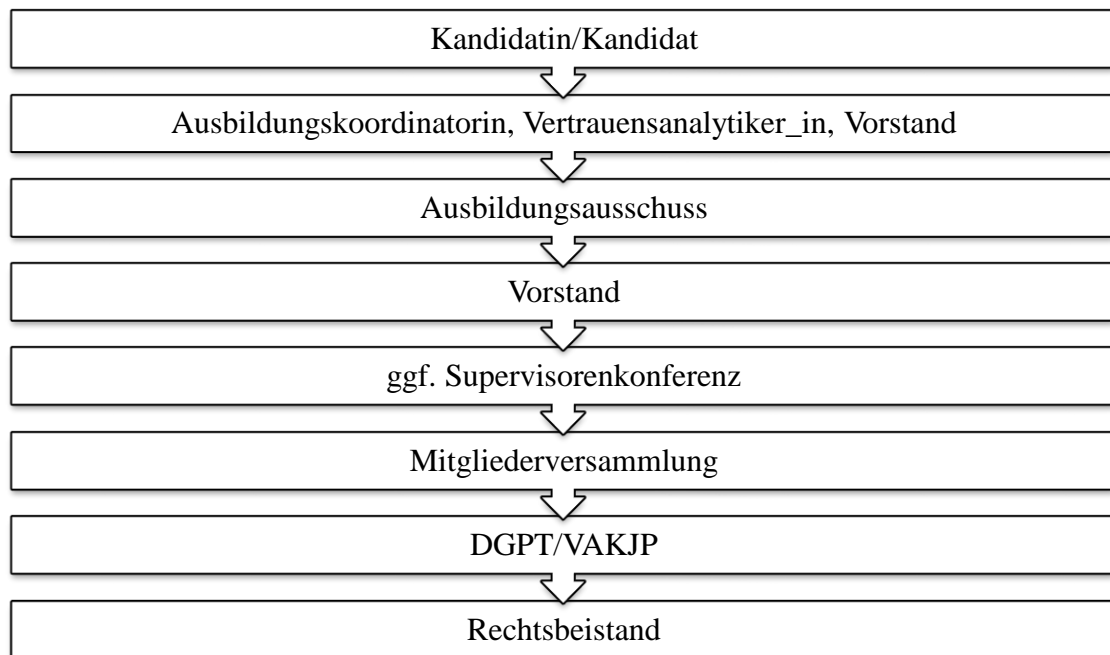 Kandidatin/Kandidat
Ausbildungskoordinatorin, Vertrauensanalytiker_in, Vorstand
Ausbildungsausschuss
Vorstand
ggf. Supervisorenkonferenz
Mitgliederversammlung
DGPT/VAKJP
Rechtsbeistand